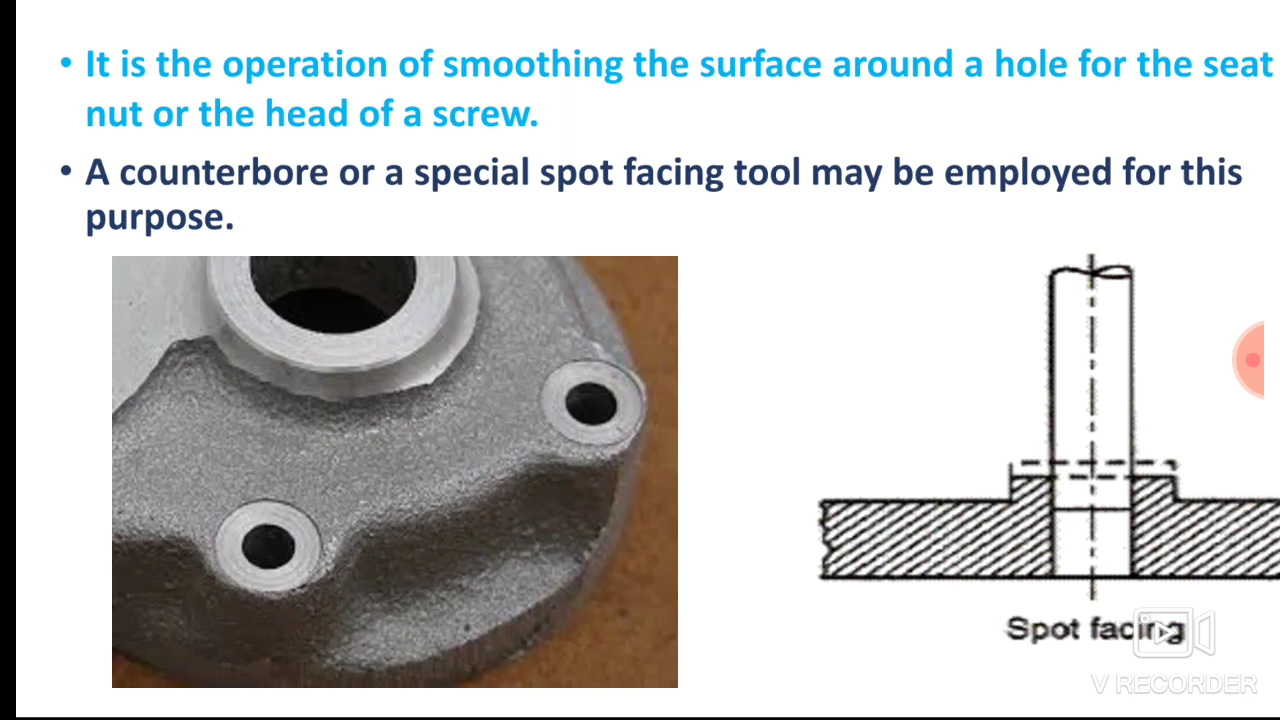 • It is the operation of smoothing the surface around a hole for the seat
nut or the head of a screw.
• A counterbore or a special spot facing tool may be employed for this
purpose.
Spot facing
V RECORDER